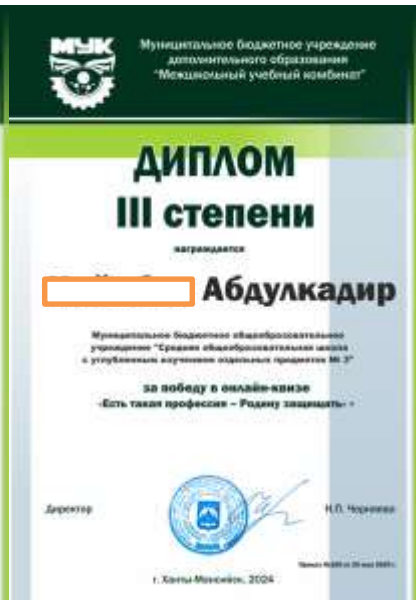 МУК
Муниципальное бюджетное учреждение
дополнительного образования
"Межшкольный учебный комбинат"
ДИПЛОМ
III степени
награждается
Абдулкадир
Муниципальное бюджетное общеобразовательное
учреждение "Средняя общеобразовательная школа
с углубленным изучением отдельных предметов № 3"
за победу в онлайн-квизе
«Есть такая профессия – Родину защищать»
Директор
Н.П.
г. Ханты-Мансийск, 2024